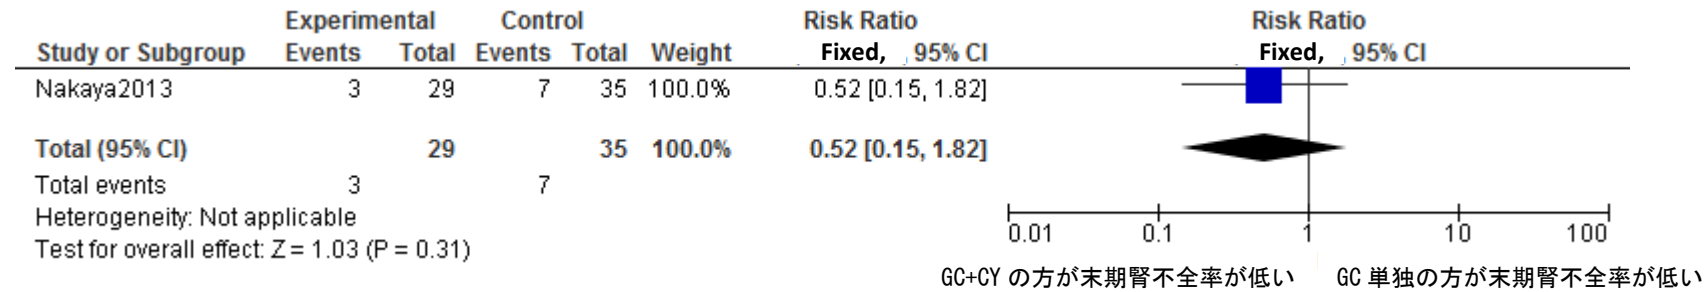 Experimental Control Risk Ratio Risk Ratio
Study or Subgroup Events Total Events Total Weight Fixed, 95% CI Fixed, 95% CI
Nakaya2013 3 29 7 35 100.0% 0.52 [0.15, 1.82]
Total (95% CI) 29 35 100.0% 0.52 [0.15, 1.82]
Total events 3 7
Heterogeneity: Not applicable
Test for overall effect: Z = 1.03 (P = 0.31)
0.01 0.1 1 10 100
GC+CY の方が末期腎不全率が低い GC 単独の方が末期腎不全率が低い